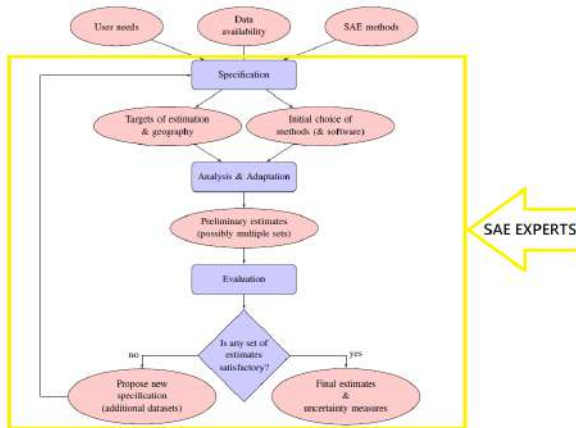 User needs
Data
availability
SAE methods
Specification
Targets of estimation
& geography
Initial choice of
methods (& software)
Analysis & Adaptation
Preliminary estimates
(possibly multiple sets)
SAE EXPERTS
Evaluation
Is any set of
estimates
satisfactory?
no
yes
Propose new
specification
(additional datasets)
Final estimates
&
uncertainty measures